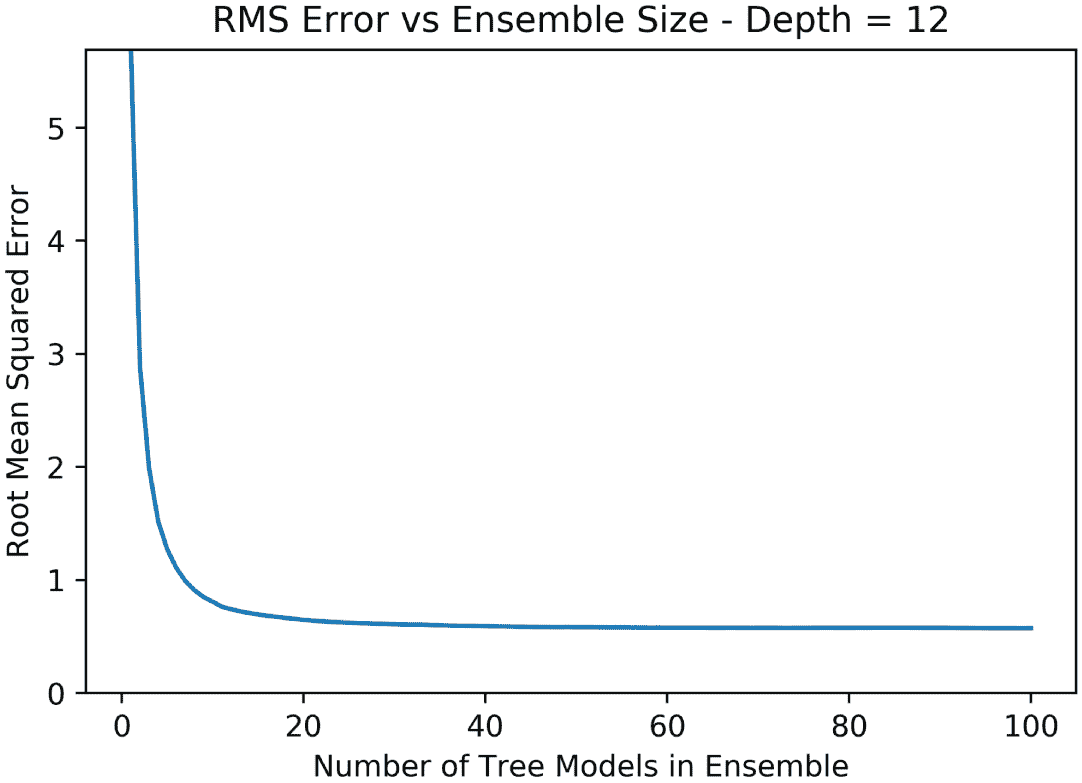 RMS Error vs Ensemble Size - Depth = 12
5
4
3
2
1
0
Root Mean Squared Error
0 20 40 60 80 100
Number of Tree Models in Ensemble